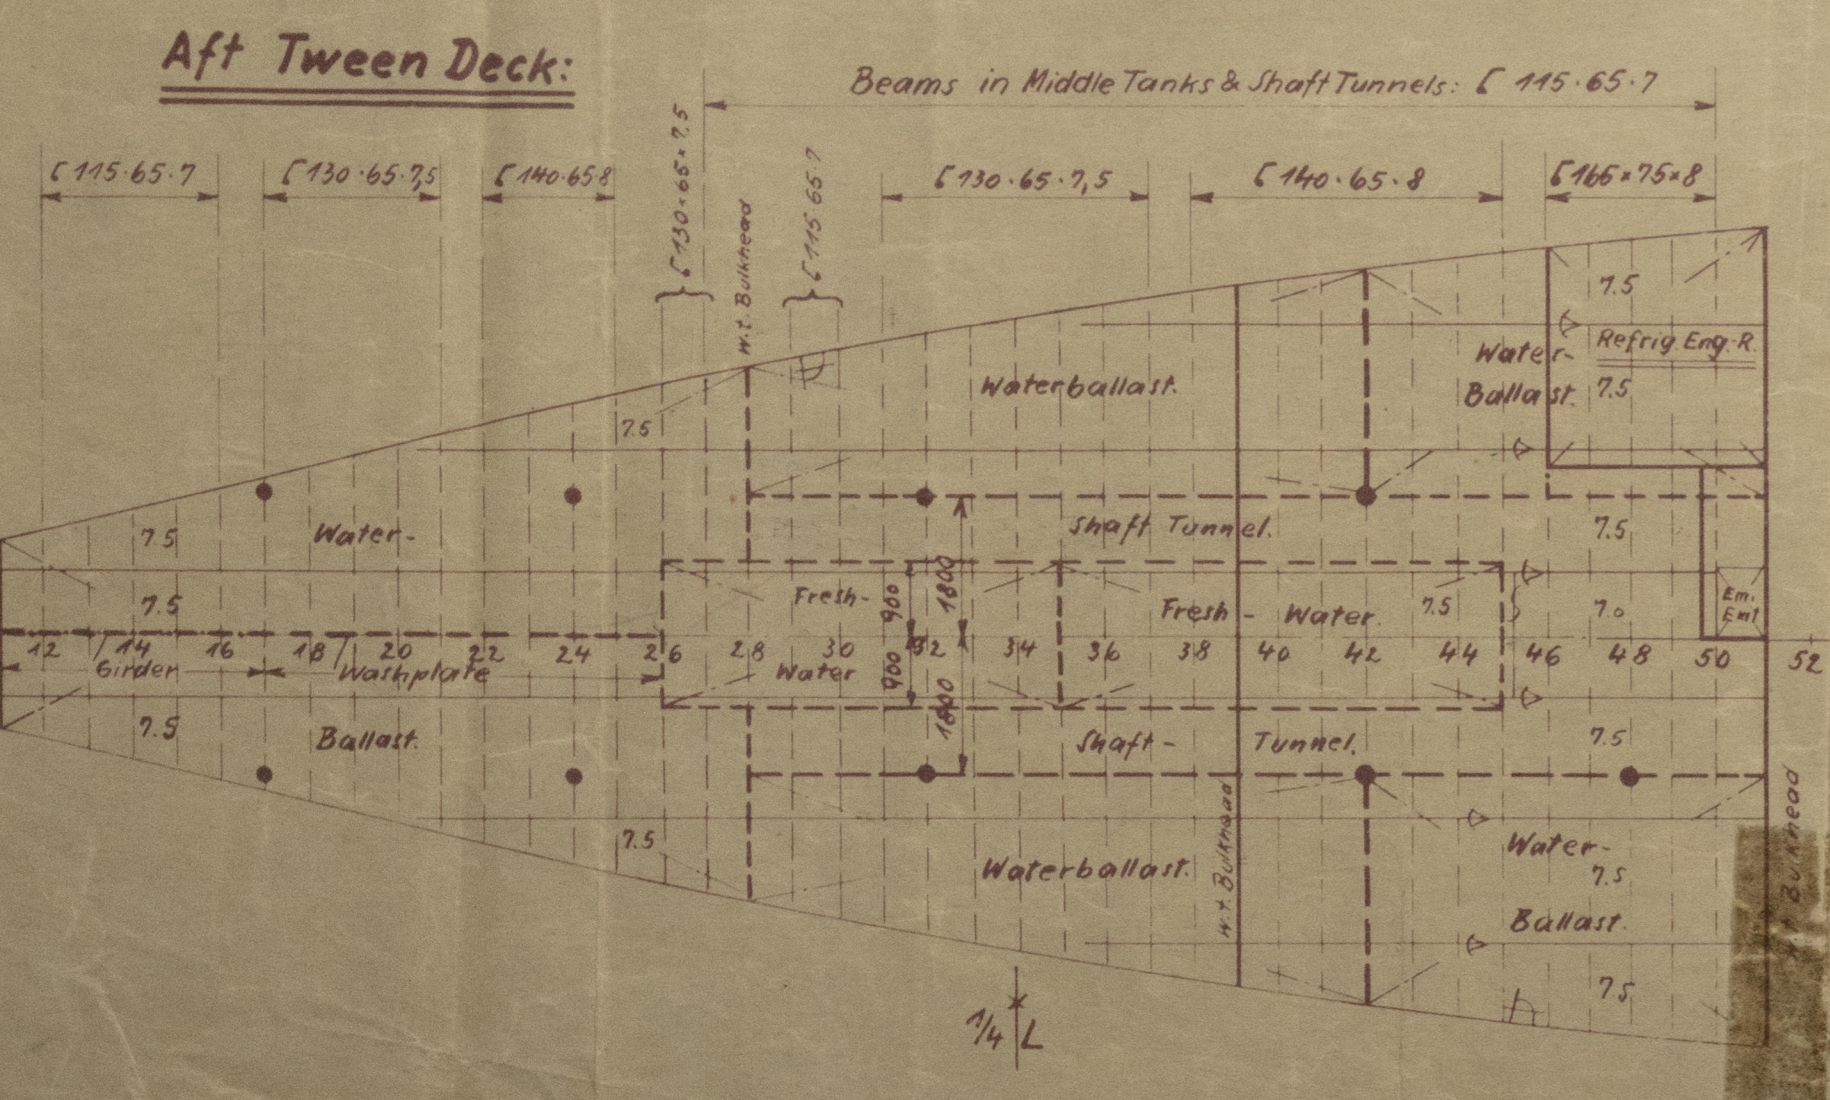 Aft Tween Deck:
Beams in Middle Tanks & Shaft Tunnels: [ 115·65·7
[ 115·65·7
[ 130·65·7,5
[ 140·65·8
[ 130×65×7.5
w.t. Bulkhead
[ 115·65·7
[ 130·65·7,5
[ 140·65·8
[ 165×75×8
7.5
Refrig. Eng.-R.
Water-
Ballast.
7.5
Waterballast.
7.5
7.5
Water-
Shaft Tunnel.
7.5
7.5
Fresh-
900
1800
Fresh - Water.
7.5
7.0
Em.
Exit
12 14 16 18 20 22 24 26 28 30 32 34 36 38 40 42 44 46 48 50 52
Girder
Washplate
Water
900
1800
7.5
Ballast.
Shaft - Tunnel.
7.5
7.5
Waterballast.
w.t. Bulkhead
Water-
7.5
Ballast.
w.t. Bulkhead
7.5
1/4 L